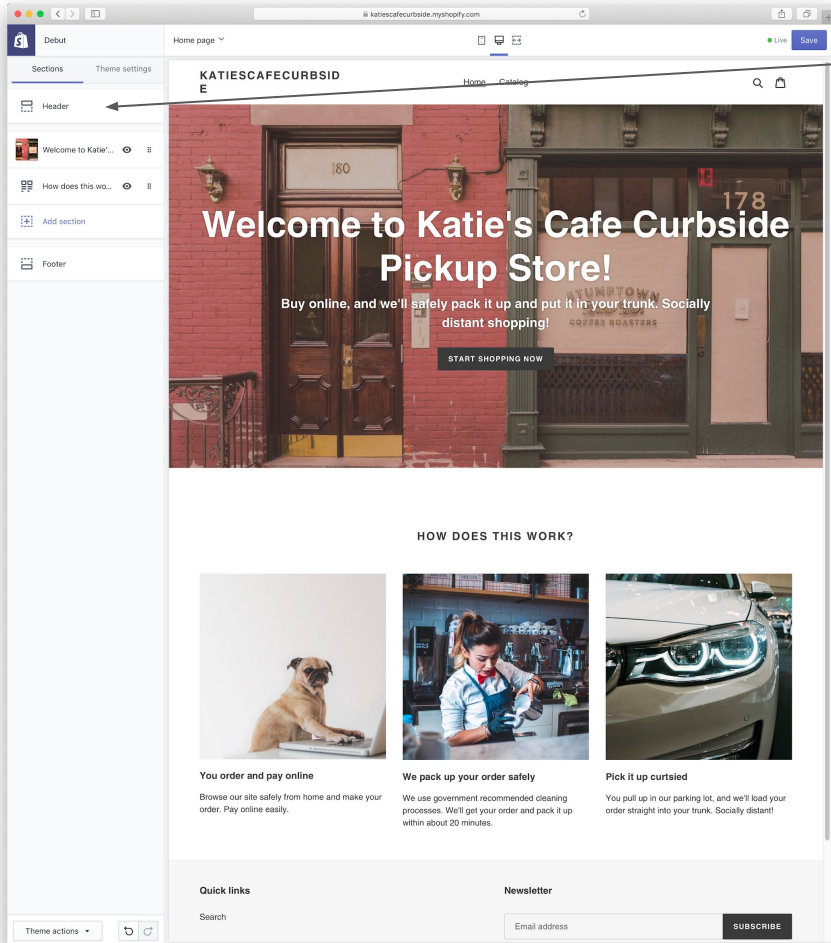 katiescafecurbside.myshopify.com
Debut
Home page
Live
Save
Sections
Theme settings
Header
Welcome to Katie'...
How does this wo...
Add section
Footer
KATIESCAFECURBSID
E
Home
Catalog
180
178
Welcome to Katie's Cafe Curbside
Pickup Store!
STUMPTOWN
COFFEE ROASTERS
Buy online, and we'll safely pack it up and put it in your trunk. Socially
distant shopping!
START SHOPPING NOW
HOW DOES THIS WORK?
You order and pay online
Browse our site safely from home and make your
order. Pay online easily.
We pack up your order safely
We use government recommended cleaning
processes. We'll get your order and pack it up
within about 20 minutes.
Pick it up curtsied
You pull up in our parking lot, and we'll load your
order straight into your trunk. Socially distant!
Quick links
Search
Newsletter
Email address
SUBSCRIBE
Theme actions